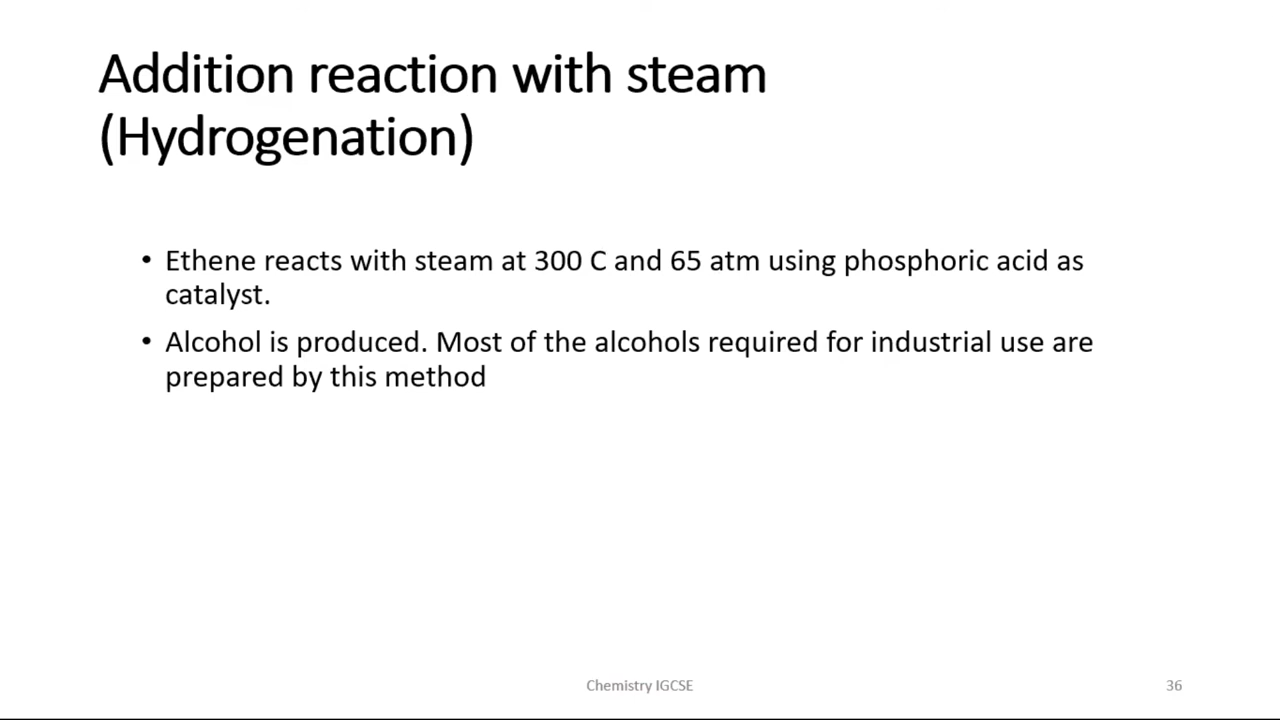 Addition reaction with steam
(Hydrogenation)
• Ethene reacts with steam at 300 C and 65 atm using phosphoric acid as
catalyst.
• Alcohol is produced. Most of the alcohols required for industrial use are
prepared by this method
Chemistry IGCSE
36